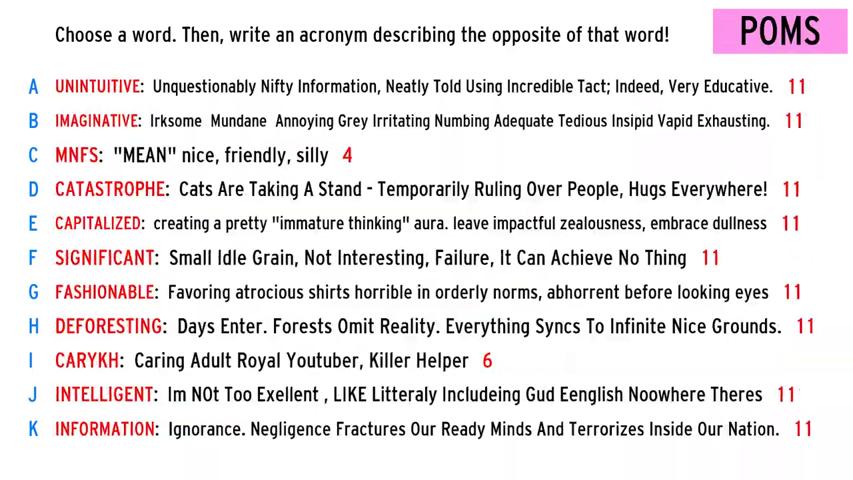 Choose a word. Then, write an acronym describing the opposite of that word!
POMS
A UNINTUITIVE: Unquestionably Nifty Information, Neatly Told Using Incredible Tact; Indeed, Very Educative. 11
B IMAGINATIVE: Irksome Mundane Annoying Grey Irritating Numbing Adequate Tedious Insipid Vapid Exhausting. 11
C MNFS: "MEAN" nice, friendly, silly 4
D CATASTROPHE: Cats Are Taking A Stand - Temporarily Ruling Over People, Hugs Everywhere! 11
E CAPITALIZED: creating a pretty "immature thinking" aura. leave impactful zealousness, embrace dullness 11
F SIGNIFICANT: Small Idle Grain, Not Interesting, Failure, It Can Achieve No Thing 11
G FASHIONABLE: Favoring atrocious shirts horrible in orderly norms, abhorrent before looking eyes 11
H DEFORESTING: Days Enter. Forests Omit Reality. Everything Syncs To Infinite Nice Grounds. 11
I CARYKH: Caring Adult Royal Youtuber, Killer Helper 6
J INTELLIGENT: Im NOt Too Exellent , LIKE Litteraly Includeing Gud Eenglish Noowhere Theres 11
K INFORMATION: Ignorance. Negligence Fractures Our Ready Minds And Terrorizes Inside Our Nation. 11